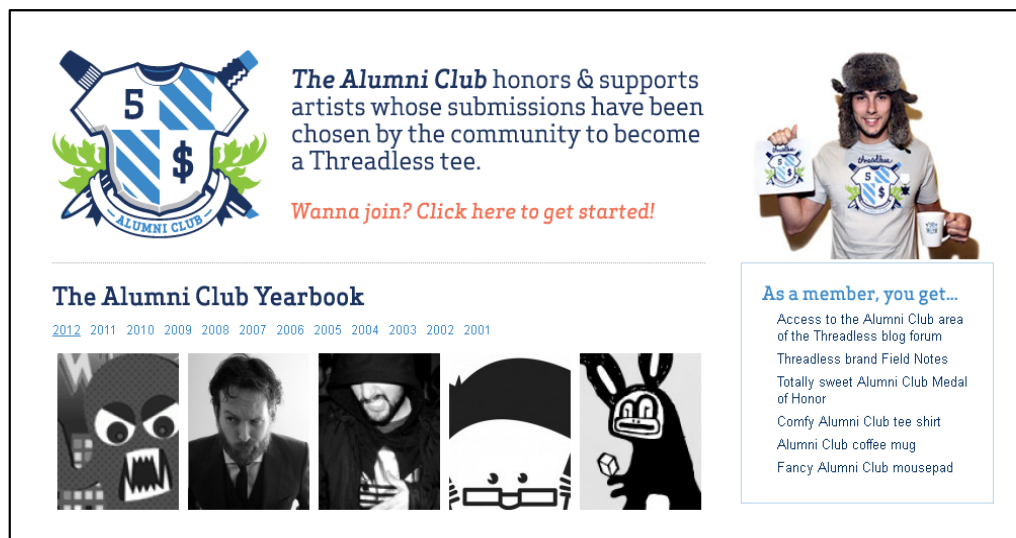 5
$
ALUMNI CLUB
The Alumni Club honors & supports
artists whose submissions have been
chosen by the community to become
a Threadless tee.
Wanna join? Click here to get started!
threadless
5
$
The Alumni Club Yearbook
2012 2011 2010 2009 2008 2007 2006 2005 2004 2003 2002 2001
W
As a member, you get...
Access to the Alumni Club area
of the Threadless blog forum
Threadless brand Field Notes
Totally sweet Alumni Club Medal
of Honor
Comfy Alumni Club tee shirt
Alumni Club coffee mug
Fancy Alumni Club mousepad